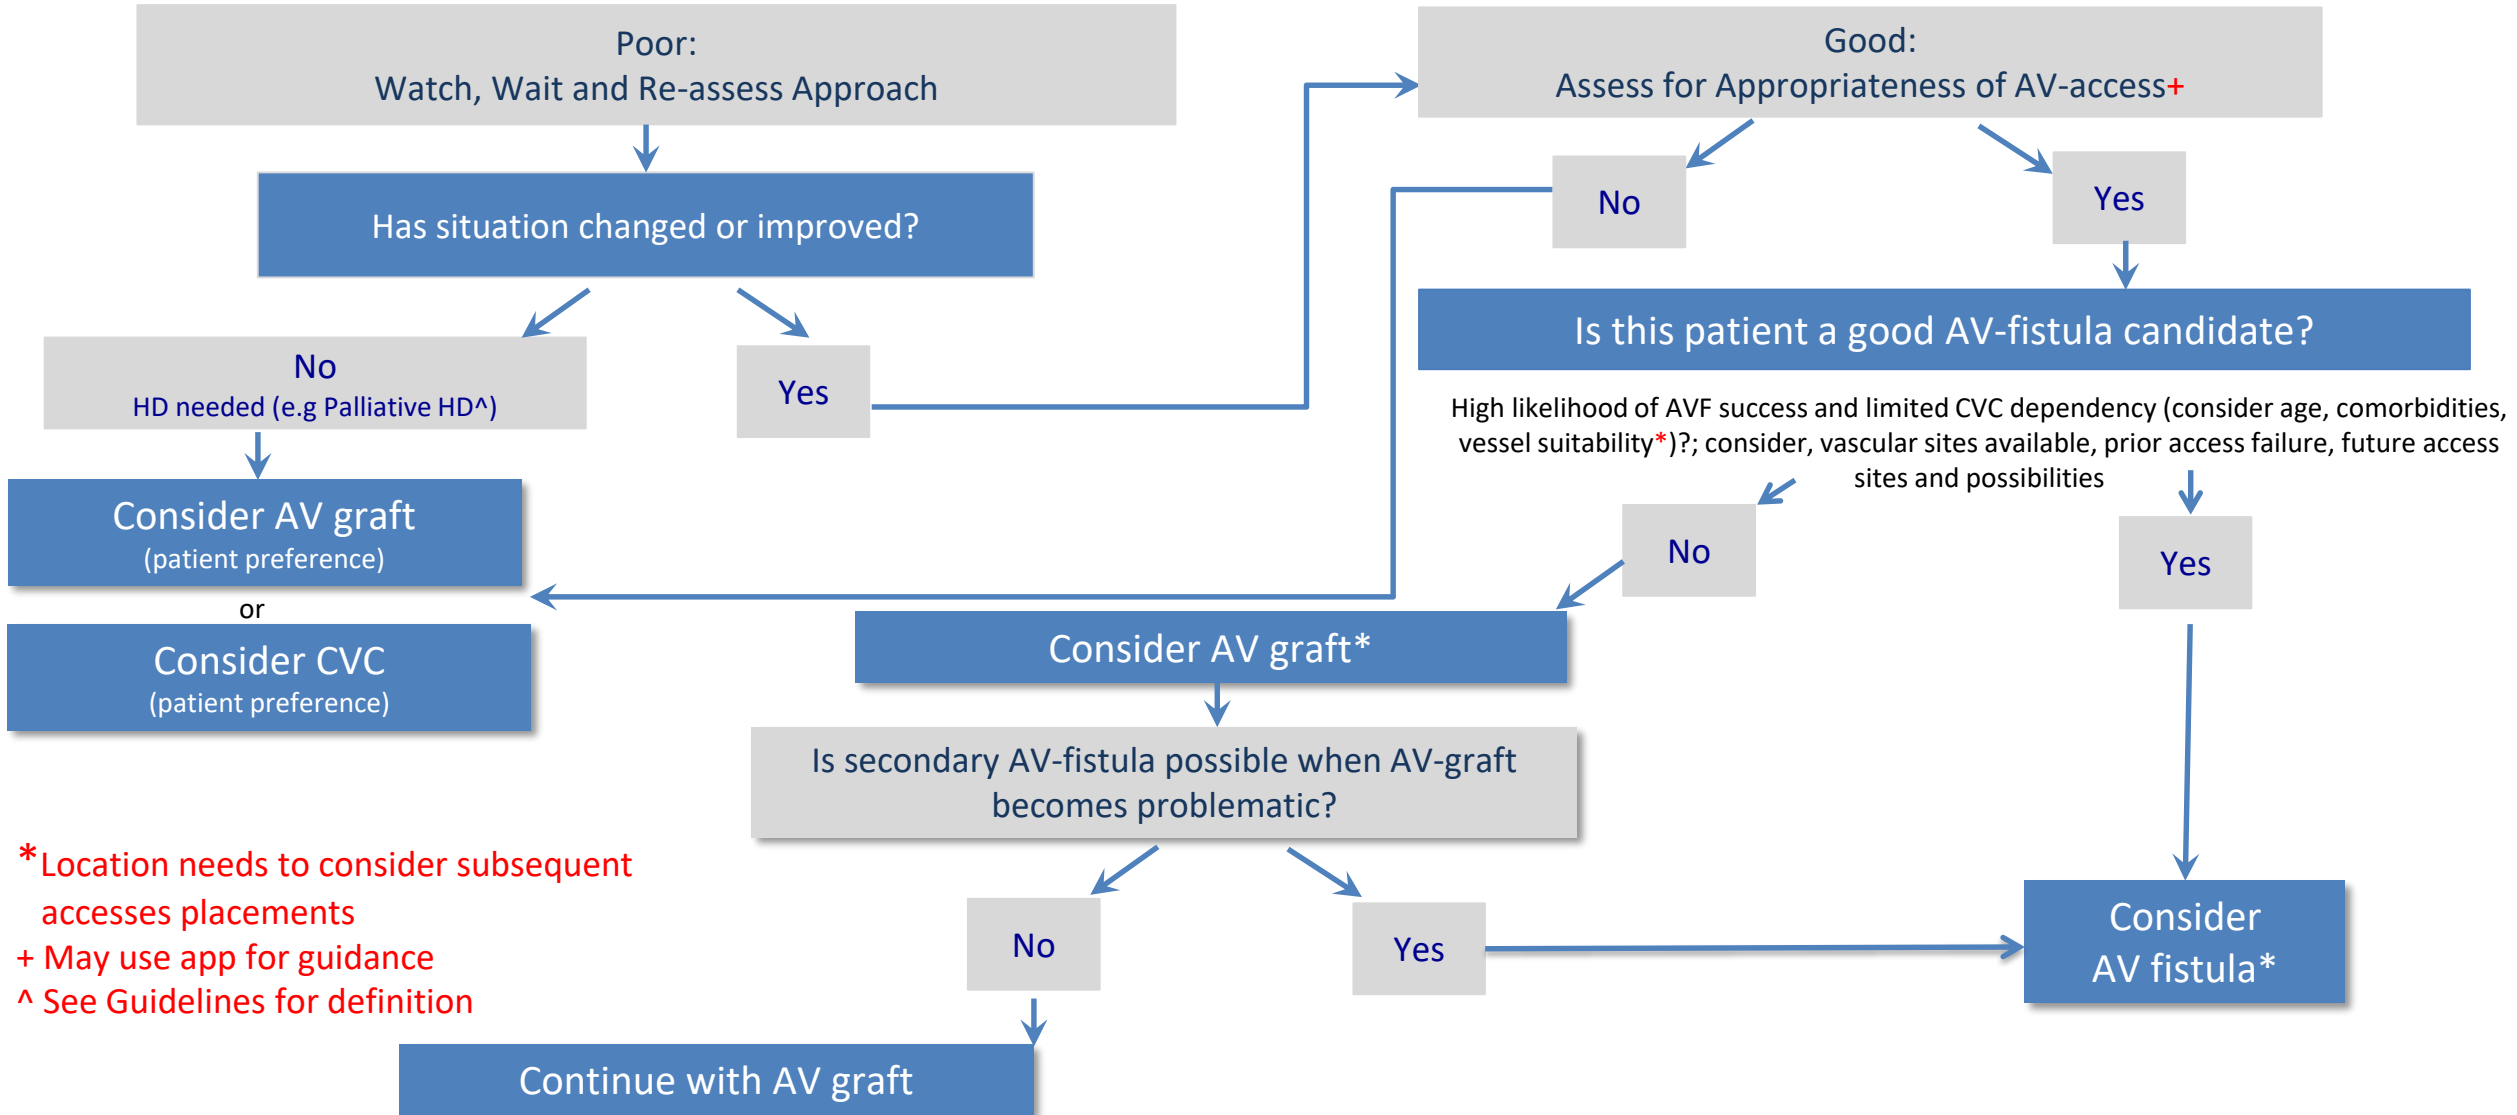 Poor:
Watch, Wait and Re-assess Approach
Good:
Assess for Appropriateness of AV-access+
Has situation changed or improved?
No
Yes
No
HD needed (e.g Palliative HD^)
Yes
Is this patient a good AV-fistula candidate?
High likelihood of AVF success and limited CVC dependency (consider age, comorbidities,
vessel suitability*)?; consider, vascular sites available, prior access failure, future access
sites and possibilities
Consider AV graft
(patient preference)
or
Consider CVC
(patient preference)
No
Yes
Consider AV graft*
Is secondary AV-fistula possible when AV-graft
becomes problematic?
No
Yes
Consider
AV fistula*
Continue with AV graft
*Location needs to consider subsequent
accesses placements
+ May use app for guidance
^ See Guidelines for definition